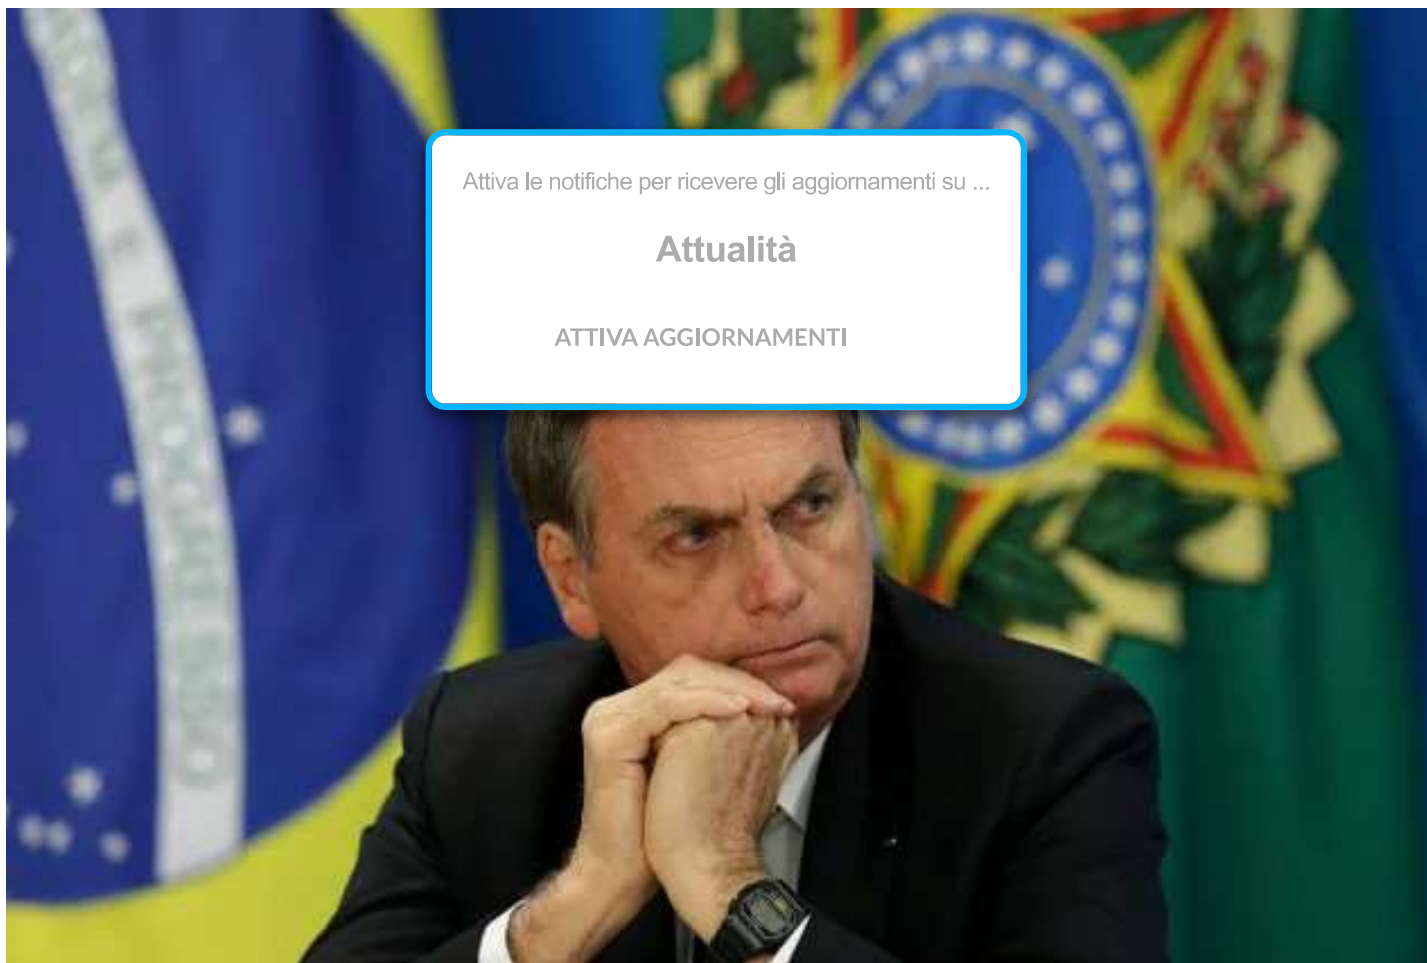 Attiva le notifiche per ricevere gli aggiornamenti su ...
Attualità
ATTIVA AGGIORNAMENTI